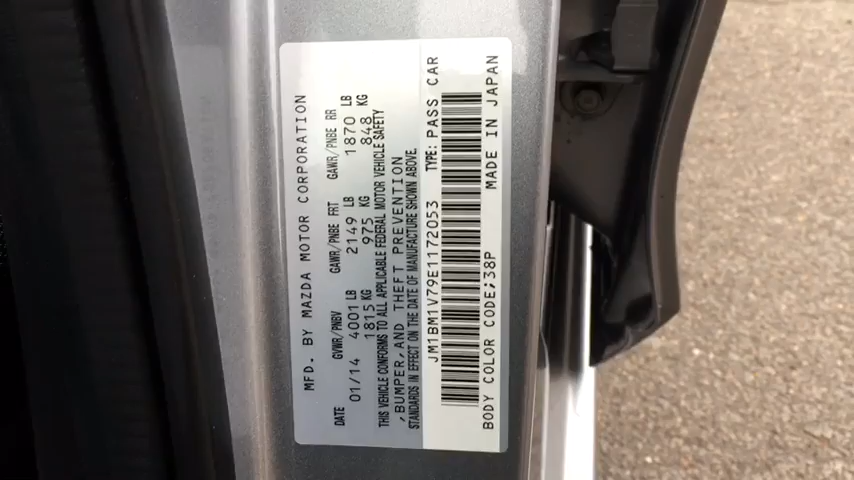 MFD. BY MAZDA MOTOR CORPORATION
DATE GVWR/PNBV GAWR/PNBE FRT GAWR/PNBE RR
01/14 4001 LB 2149 LB 1870 LB
1815 KG 975 KG 848 KG
THIS VEHICLE CONFORMS TO ALL APPLICABLE FEDERAL MOTOR VEHICLE SAFETY
,BUMPER,AND THEFT PREVENTION
STANDARDS IN EFFECT ON THE DATE OF MANUFACTURE SHOWN ABOVE.
JM1BM1V79E1172053 TYPE: PASS CAR
BODY COLOR CODE;38P MADE IN JAPAN